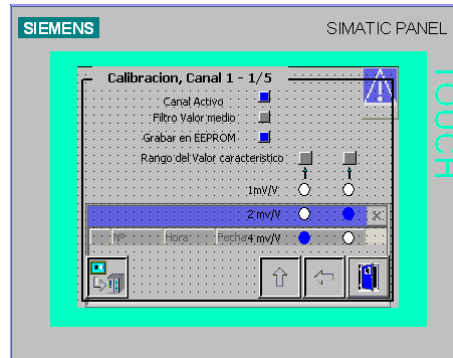 SIEMENS
SIMATIC PANEL
TOUCH
Calibracion, Canal 1 - 1/5
Canal Activo
Filtro Valor medio
Grabar en EEPROM
Rango del Valor caracteristico
1mV/V
2 mv/V
Nº Hora Fecha 4 mv/V